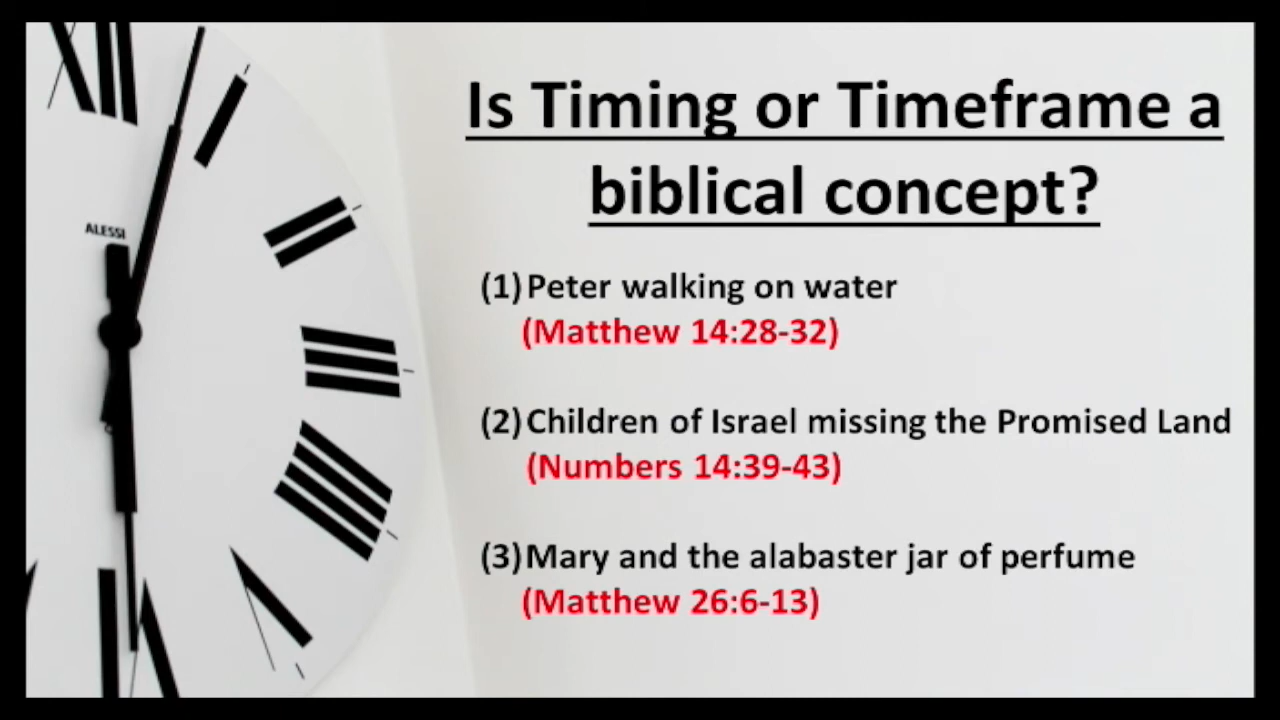 ALESSI
Is Timing or Timeframe a
biblical concept?
(1) Peter walking on water
(Matthew 14:28-32)
(2) Children of Israel missing the Promised Land
(Numbers 14:39-43)
(3) Mary and the alabaster jar of perfume
(Matthew 26:6-13)